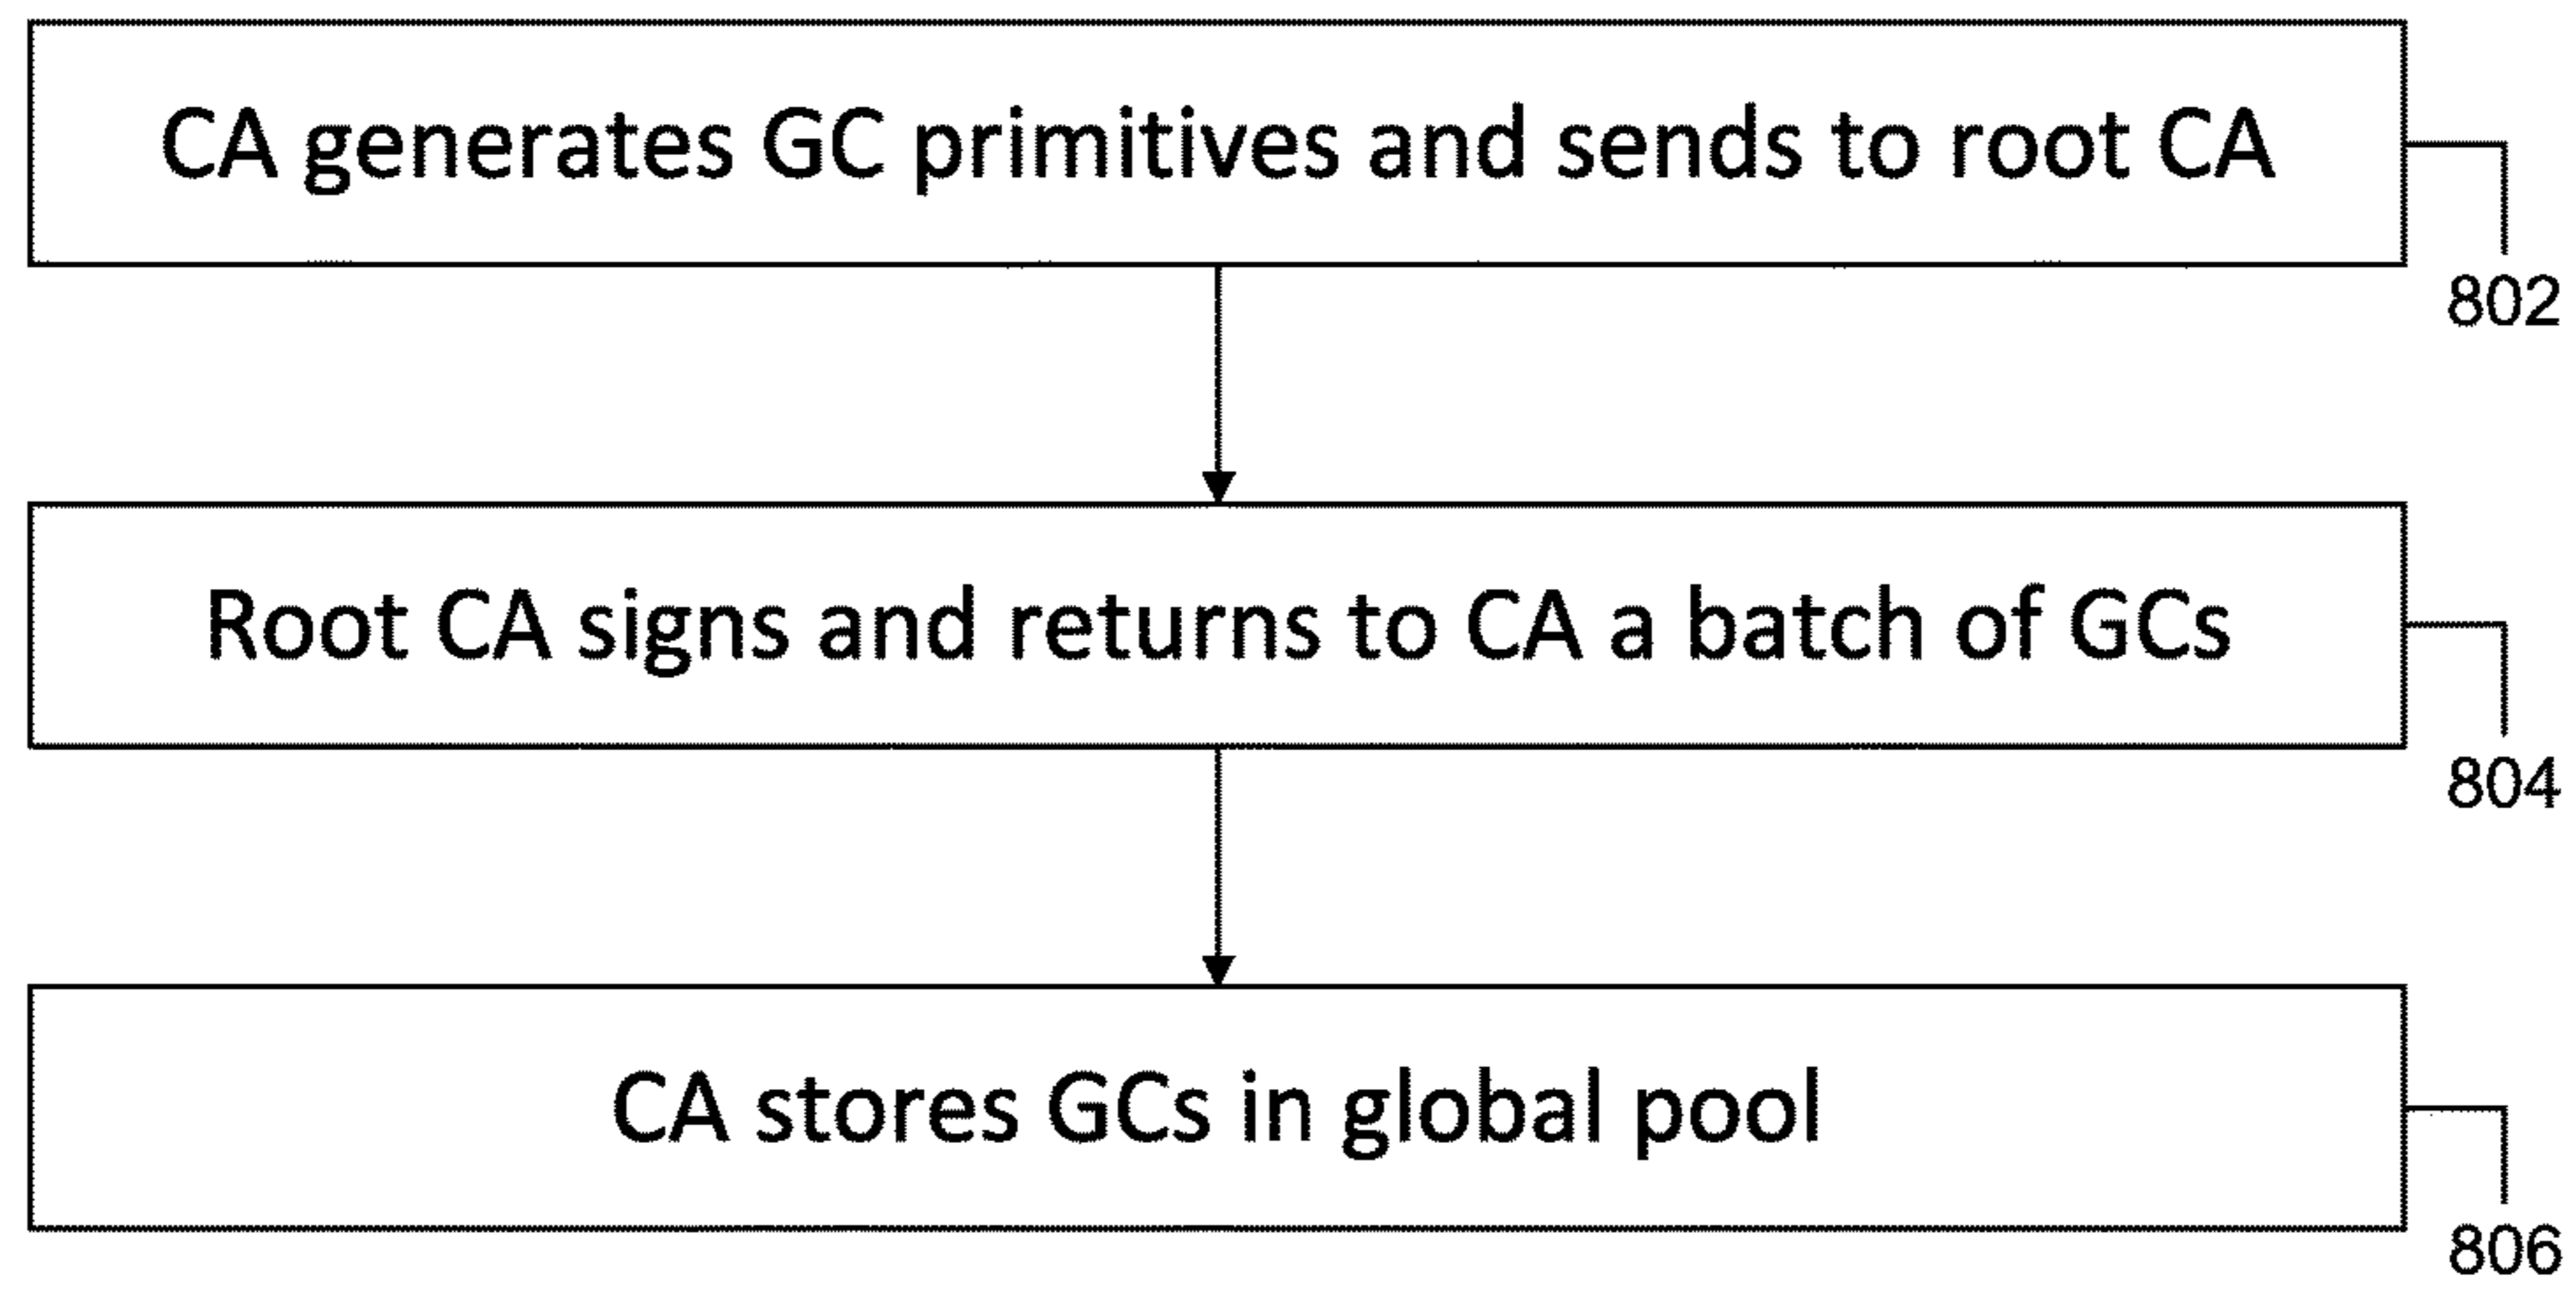 CA generates GC primitives and sends to root CA
802
Root CA signs and returns to CA a batch of GCs
804
CA stores GCs in global pool
806